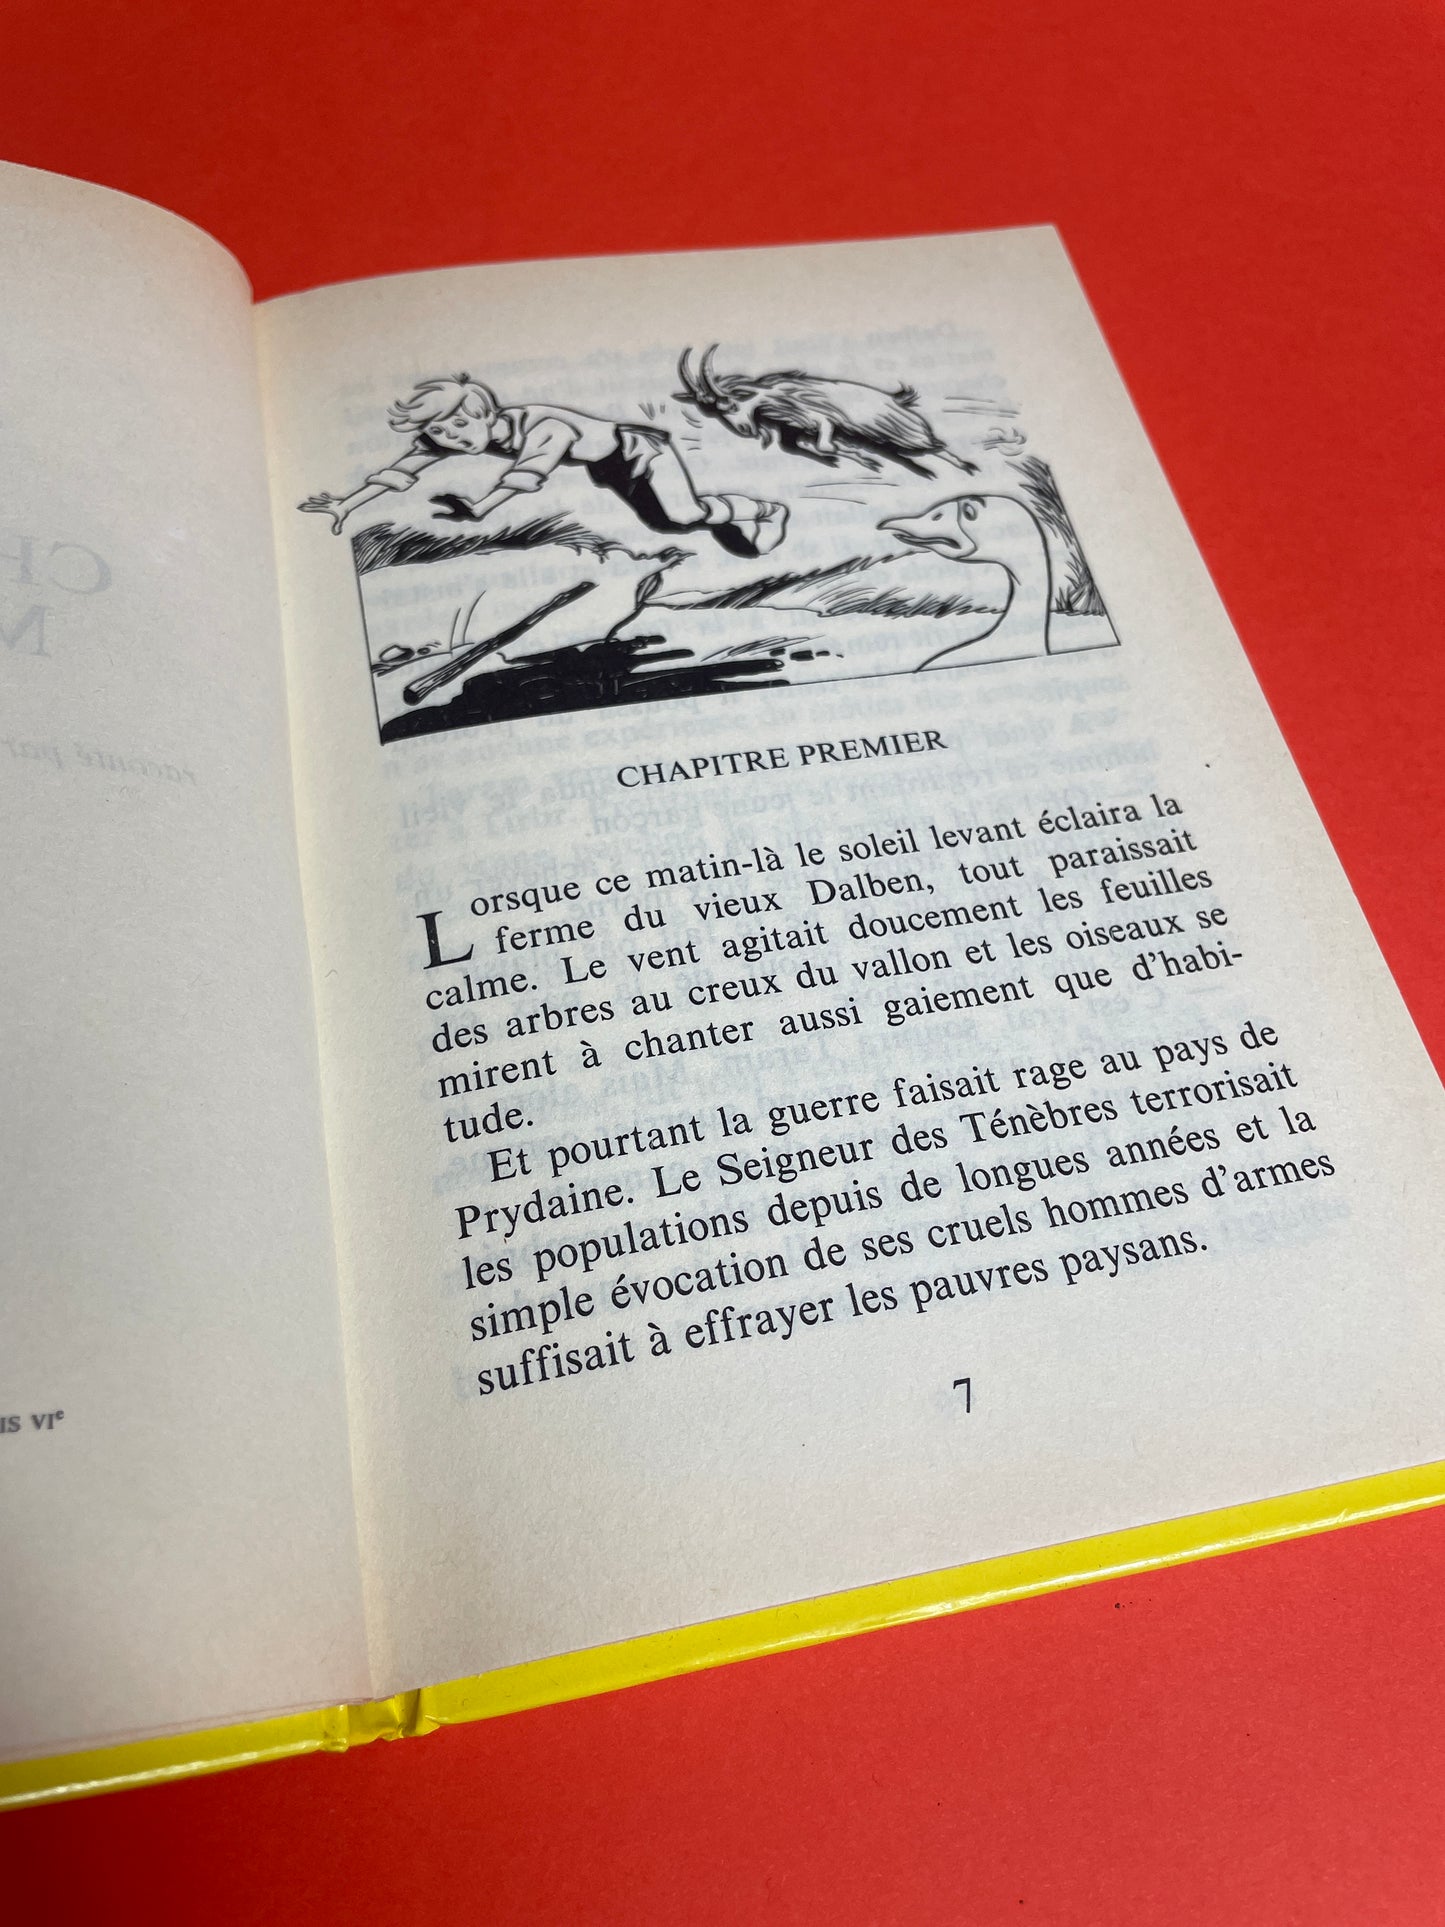 raconté par
IS VIe
CHAPITRE PREMIER
Lorsque ce matin-là le soleil levant éclaira la
ferme du vieux Dalben, tout paraissait
calme. Le vent agitait doucement les feuilles
des arbres au creux du vallon et les oiseaux se
mirent à chanter aussi gaiement que d'habi-
tude.
Et pourtant la guerre faisait rage au pays de
Prydaine. Le Seigneur des Ténèbres terrorisait
les populations depuis de longues années et la
simple évocation de ses cruels hommes d'armes
suffisait à effrayer les pauvres paysans.
7